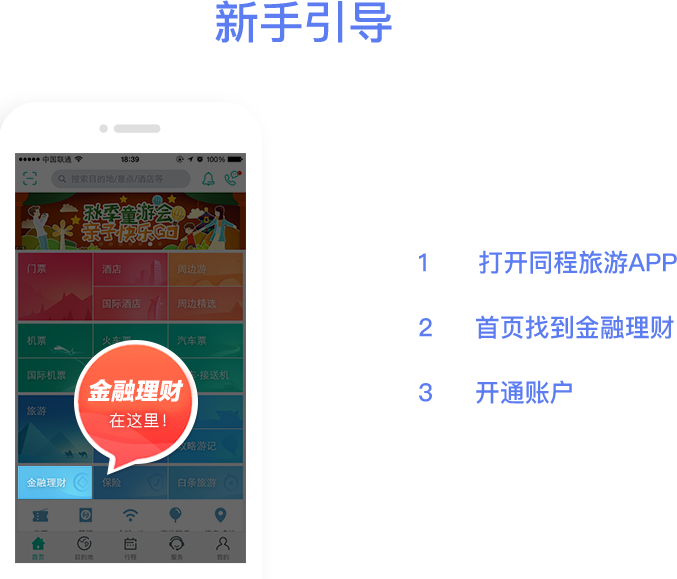 新手引导
中国联通 18:39 100%
搜索目的地/景点/酒店等
秋季童游会
亲子快乐GO
门票 酒店 周边游
国际酒店 周边精选
机票 火车票 汽车票
国际机票 ·接送机
旅游
攻略游记
金融理财
在这里!
金融理财 保险 白条旅游
首页 目的地 行程 服务 我的
1 打开同程旅游APP
2 首页找到金融理财
3 开通账户